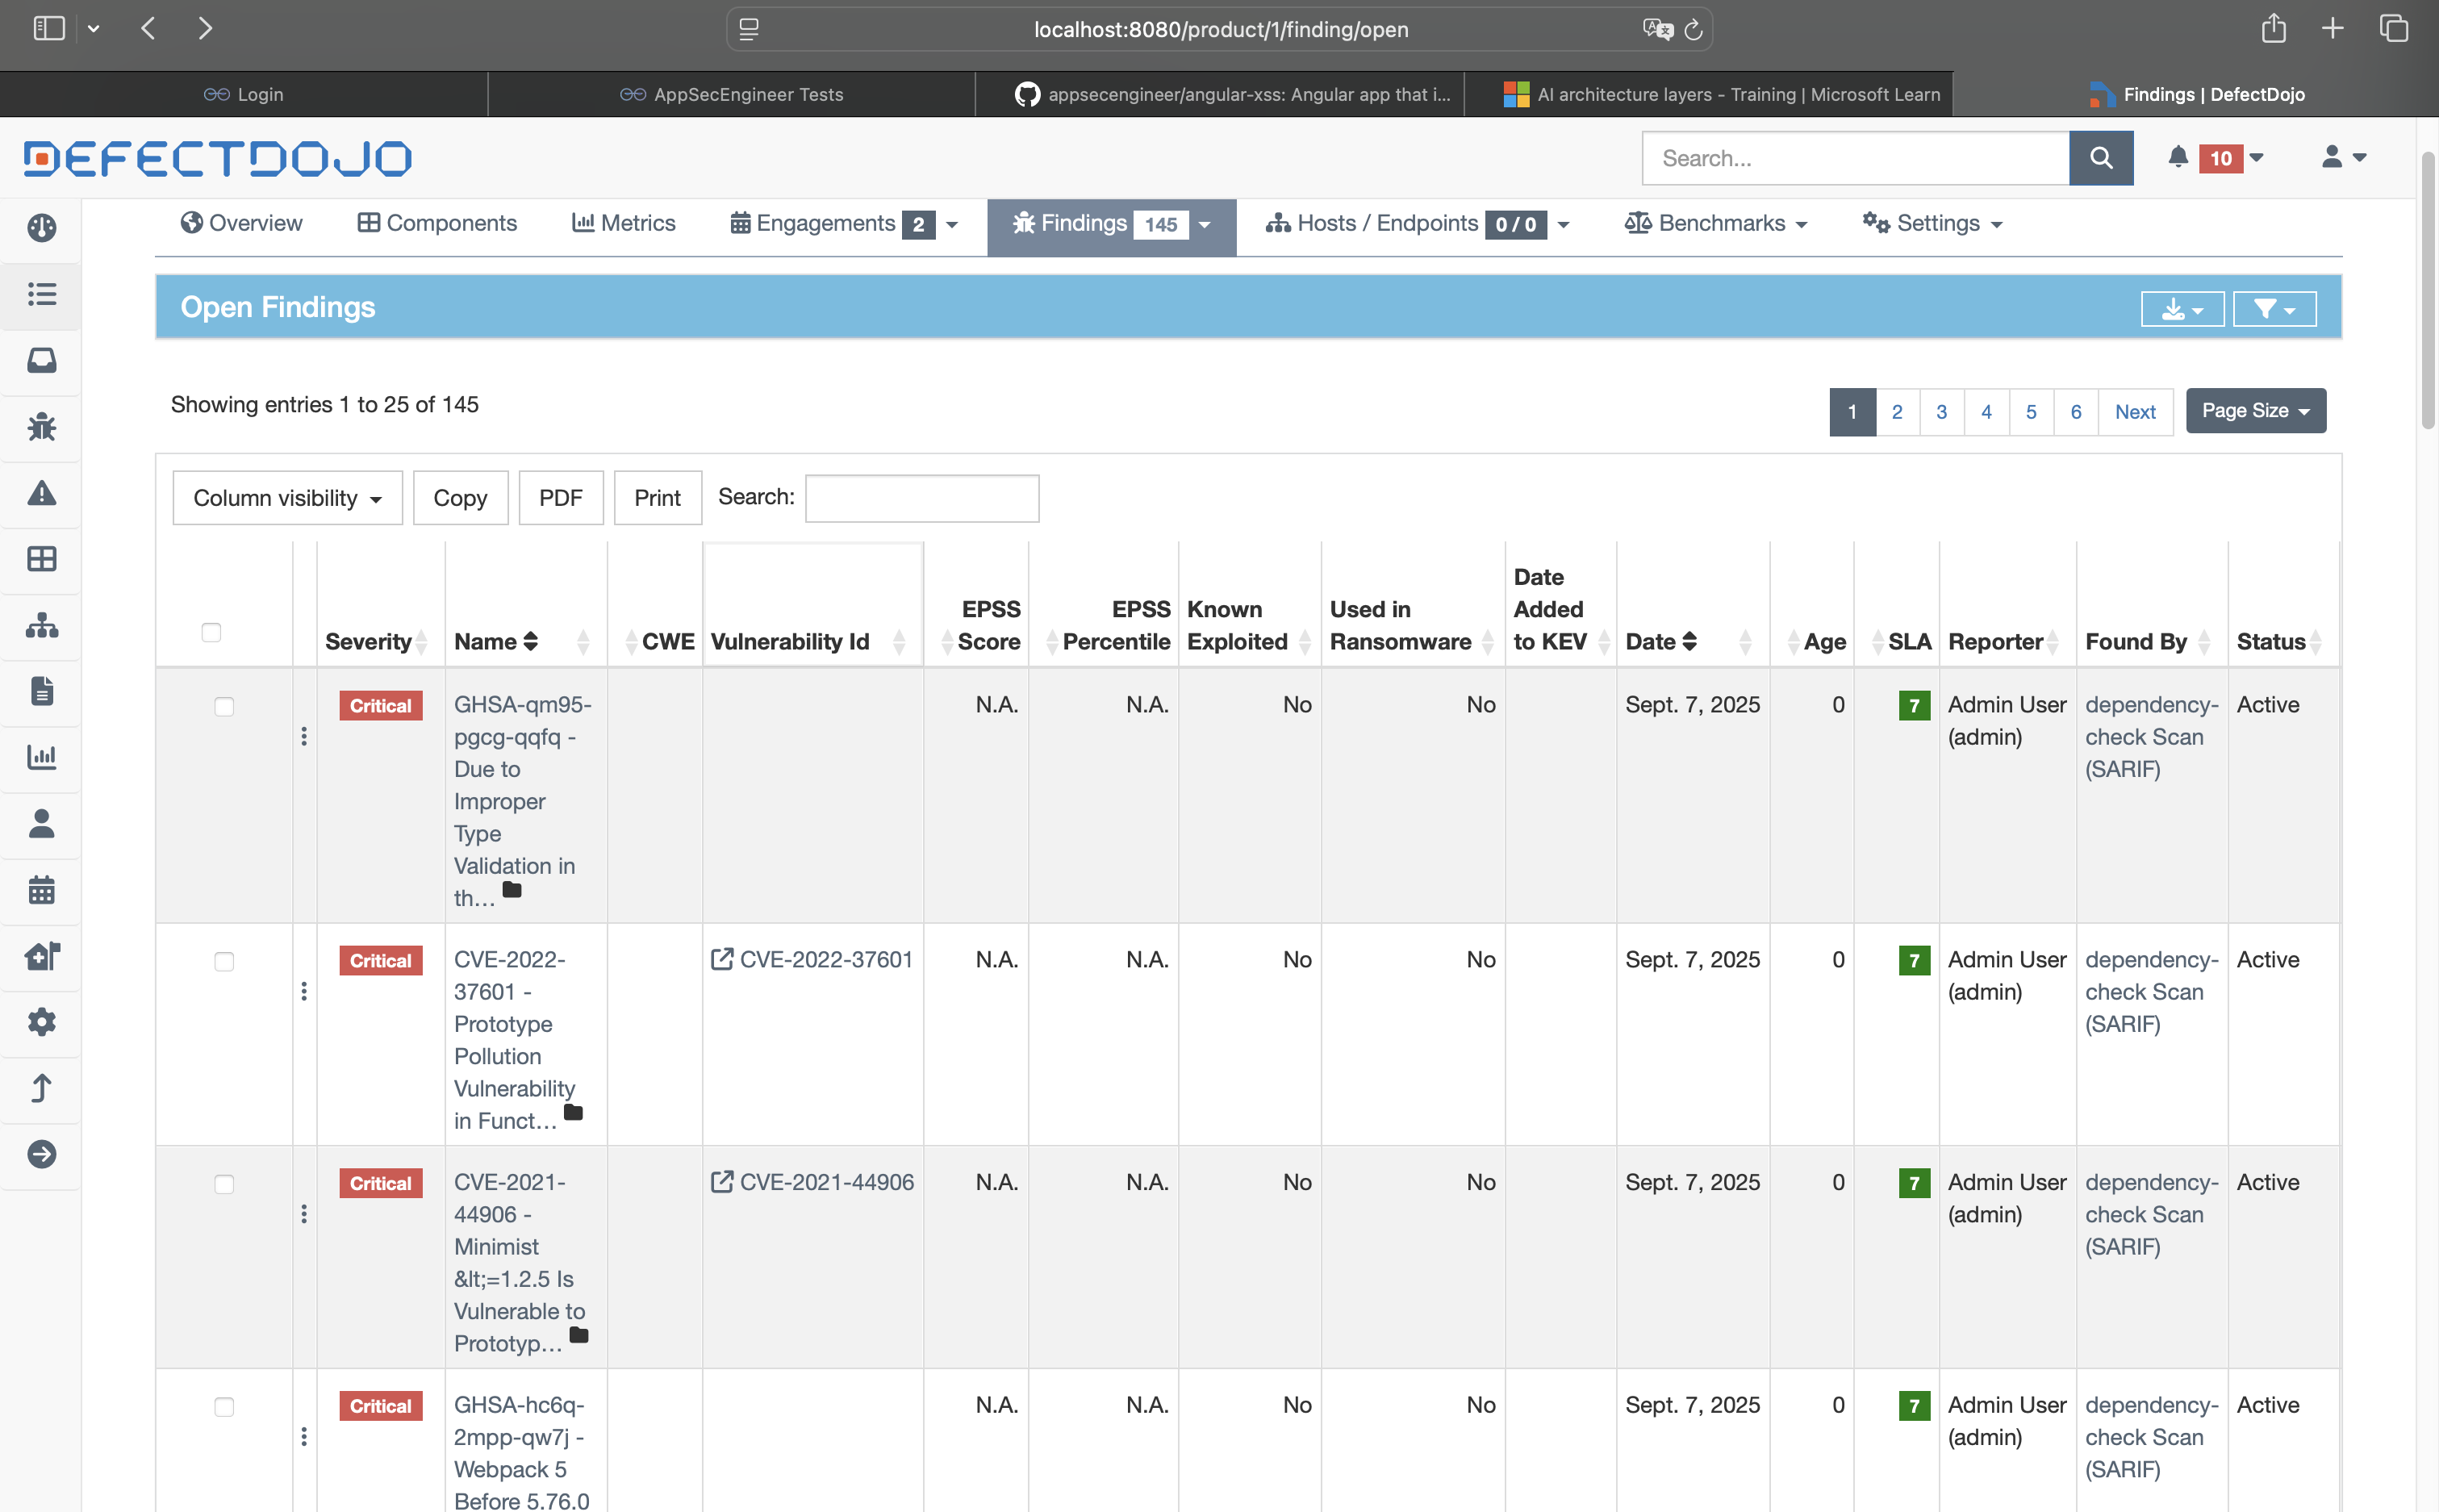 localhost:8080/product/1/finding/open
Login
AppSecEngineer Tests
appsecengineer/angular-xss: Angular app that i...
AI architecture layers - Training | Microsoft Learn
Findings | DefectDojo
DEFECTDOJO
Search...
10
Overview
Components
Metrics
Engagements 2
Findings 145
Hosts / Endpoints 0 / 0
Benchmarks
Settings
Open Findings
Showing entries 1 to 25 of 145
1 2 3 4 5 6 Next
Page Size
Column visibility
Copy
PDF
Print
Search:
Severity
Name
CWE
Vulnerability Id
EPSS
Score
EPSS
Percentile
Known
Exploited
Used in
Ransomware
Date
Added
to KEV
Date
Age
SLA
Reporter
Found By
Status
Critical
GHSA-qm95-
pgcg-qqfq -
Due to
Improper
Type
Validation in
th...
N.A.
N.A.
No
No
Sept. 7, 2025
0
7
Admin User
(admin)
dependency-
check Scan
(SARIF)
Active
Critical
CVE-2022-
37601 -
Prototype
Pollution
Vulnerability
in Funct...
CVE-2022-37601
N.A.
N.A.
No
No
Sept. 7, 2025
0
7
Admin User
(admin)
dependency-
check Scan
(SARIF)
Active
Critical
CVE-2021-
44906 -
Minimist
&lt;=1.2.5 Is
Vulnerable to
Prototyp...
CVE-2021-44906
N.A.
N.A.
No
No
Sept. 7, 2025
0
7
Admin User
(admin)
dependency-
check Scan
(SARIF)
Active
Critical
GHSA-hc6q-
2mpp-qw7j -
Webpack 5
Before 5.76.0
N.A.
N.A.
No
No
Sept. 7, 2025
0
7
Admin User
(admin)
dependency-
check Scan
(SARIF)
Active